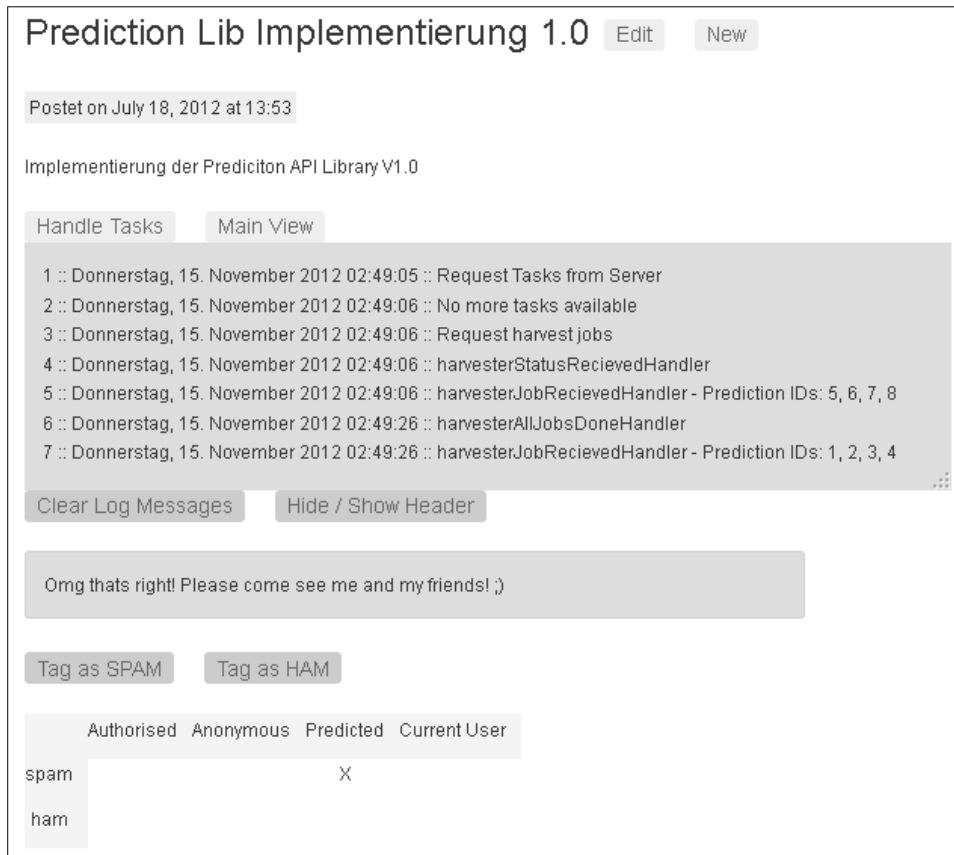 Prediction Lib Implementierung 1.0 Edit New
Postet on July 18, 2012 at 13:53
Implementierung der Prediciton API Library V1.0
Handle Tasks Main View
1 :: Donnerstag, 15. November 2012 02:49:05 :: Request Tasks from Server
2 :: Donnerstag, 15. November 2012 02:49:06 :: No more tasks available
3 :: Donnerstag, 15. November 2012 02:49:06 :: Request harvest jobs
4 :: Donnerstag, 15. November 2012 02:49:06 :: harvesterStatusRecievedHandler
5 :: Donnerstag, 15. November 2012 02:49:06 :: harvesterJobRecievedHandler - Prediction IDs: 5, 6, 7, 8
6 :: Donnerstag, 15. November 2012 02:49:26 :: harvesterAllJobsDoneHandler
7 :: Donnerstag, 15. November 2012 02:49:26 :: harvesterJobRecievedHandler - Prediction IDs: 1, 2, 3, 4
Clear Log Messages Hide / Show Header
Omg thats right! Please come see me and my friends! ;)
Tag as SPAM Tag as HAM
Authorised Anonymous Predicted Current User
spam X
ham